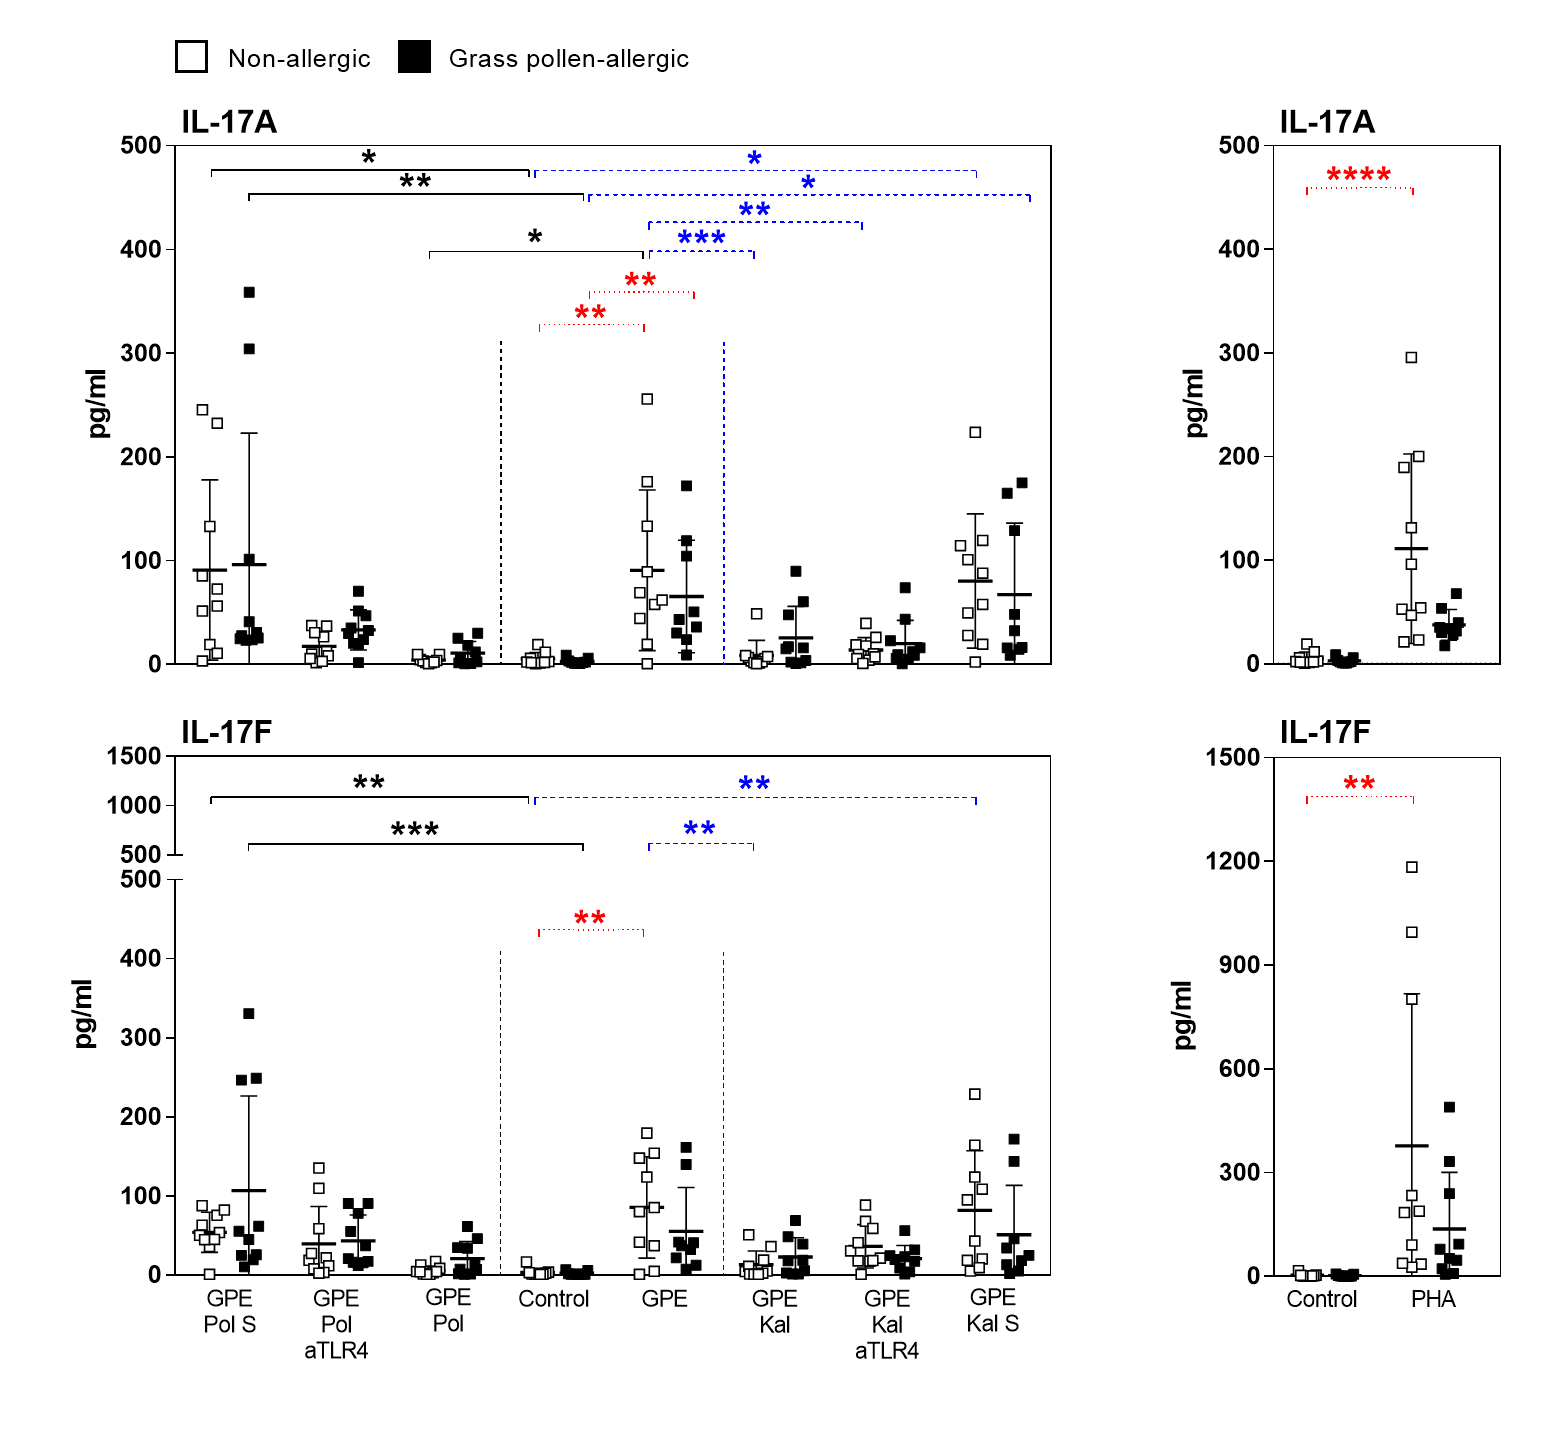 Non-allergic Grass pollen-allergic
IL-17A
500
400
300
200
100
0
pg/ml
*
**
*
*
*
**
***
**
**
IL-17A
500
400
300
200
100
0
pg/ml
****
IL-17F
1500
1000
500
500
400
300
200
100
0
pg/ml
**
***
**
**
**
GPE Pol S
GPE Pol aTLR4
GPE Pol
Control
GPE
GPE Kal
GPE Kal aTLR4
GPE Kal S
IL-17F
1500
1200
900
600
300
0
pg/ml
**
Control
PHA